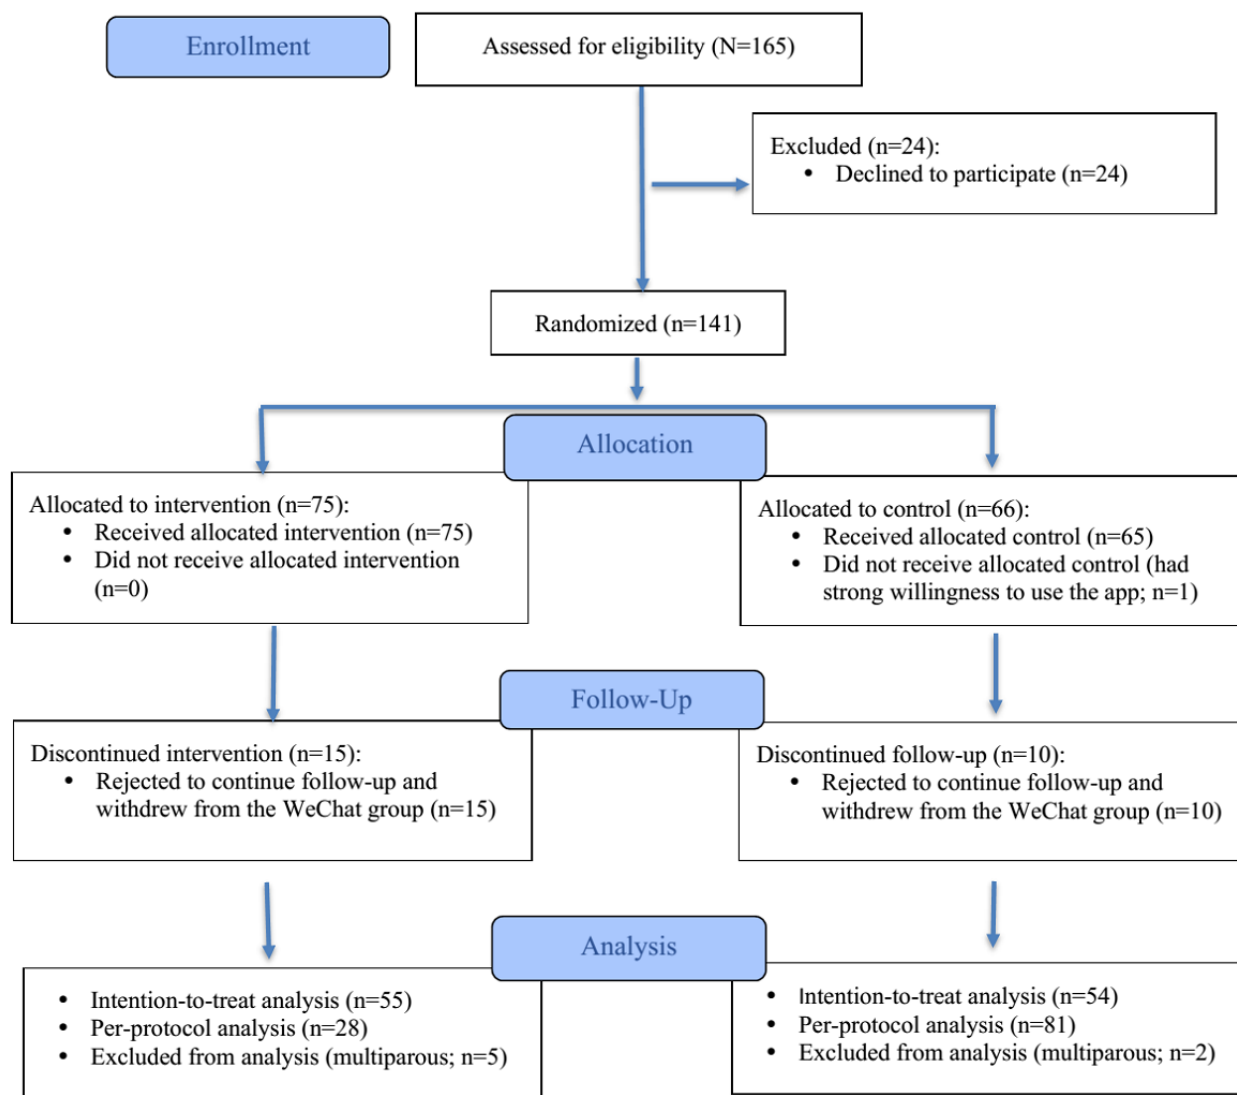 Enrollment
Assessed for eligibility (N=165)
Excluded (n=24):
• Declined to participate (n=24)
Randomized (n=141)
Allocation
Allocated to intervention (n=75):
• Received allocated intervention (n=75)
• Did not receive allocated intervention
(n=0)
Allocated to control (n=66):
• Received allocated control (n=65)
• Did not receive allocated control (had
strong willingness to use the app; n=1)
Follow-Up
Discontinued intervention (n=15):
• Rejected to continue follow-up and
withdrew from the WeChat group (n=15)
Discontinued follow-up (n=10):
• Rejected to continue follow-up and
withdrew from the WeChat group (n=10)
Analysis
• Intention-to-treat analysis (n=55)
• Per-protocol analysis (n=28)
• Excluded from analysis (multiparous; n=5)
• Intention-to-treat analysis (n=54)
• Per-protocol analysis (n=81)
• Excluded from analysis (multiparous; n=2)